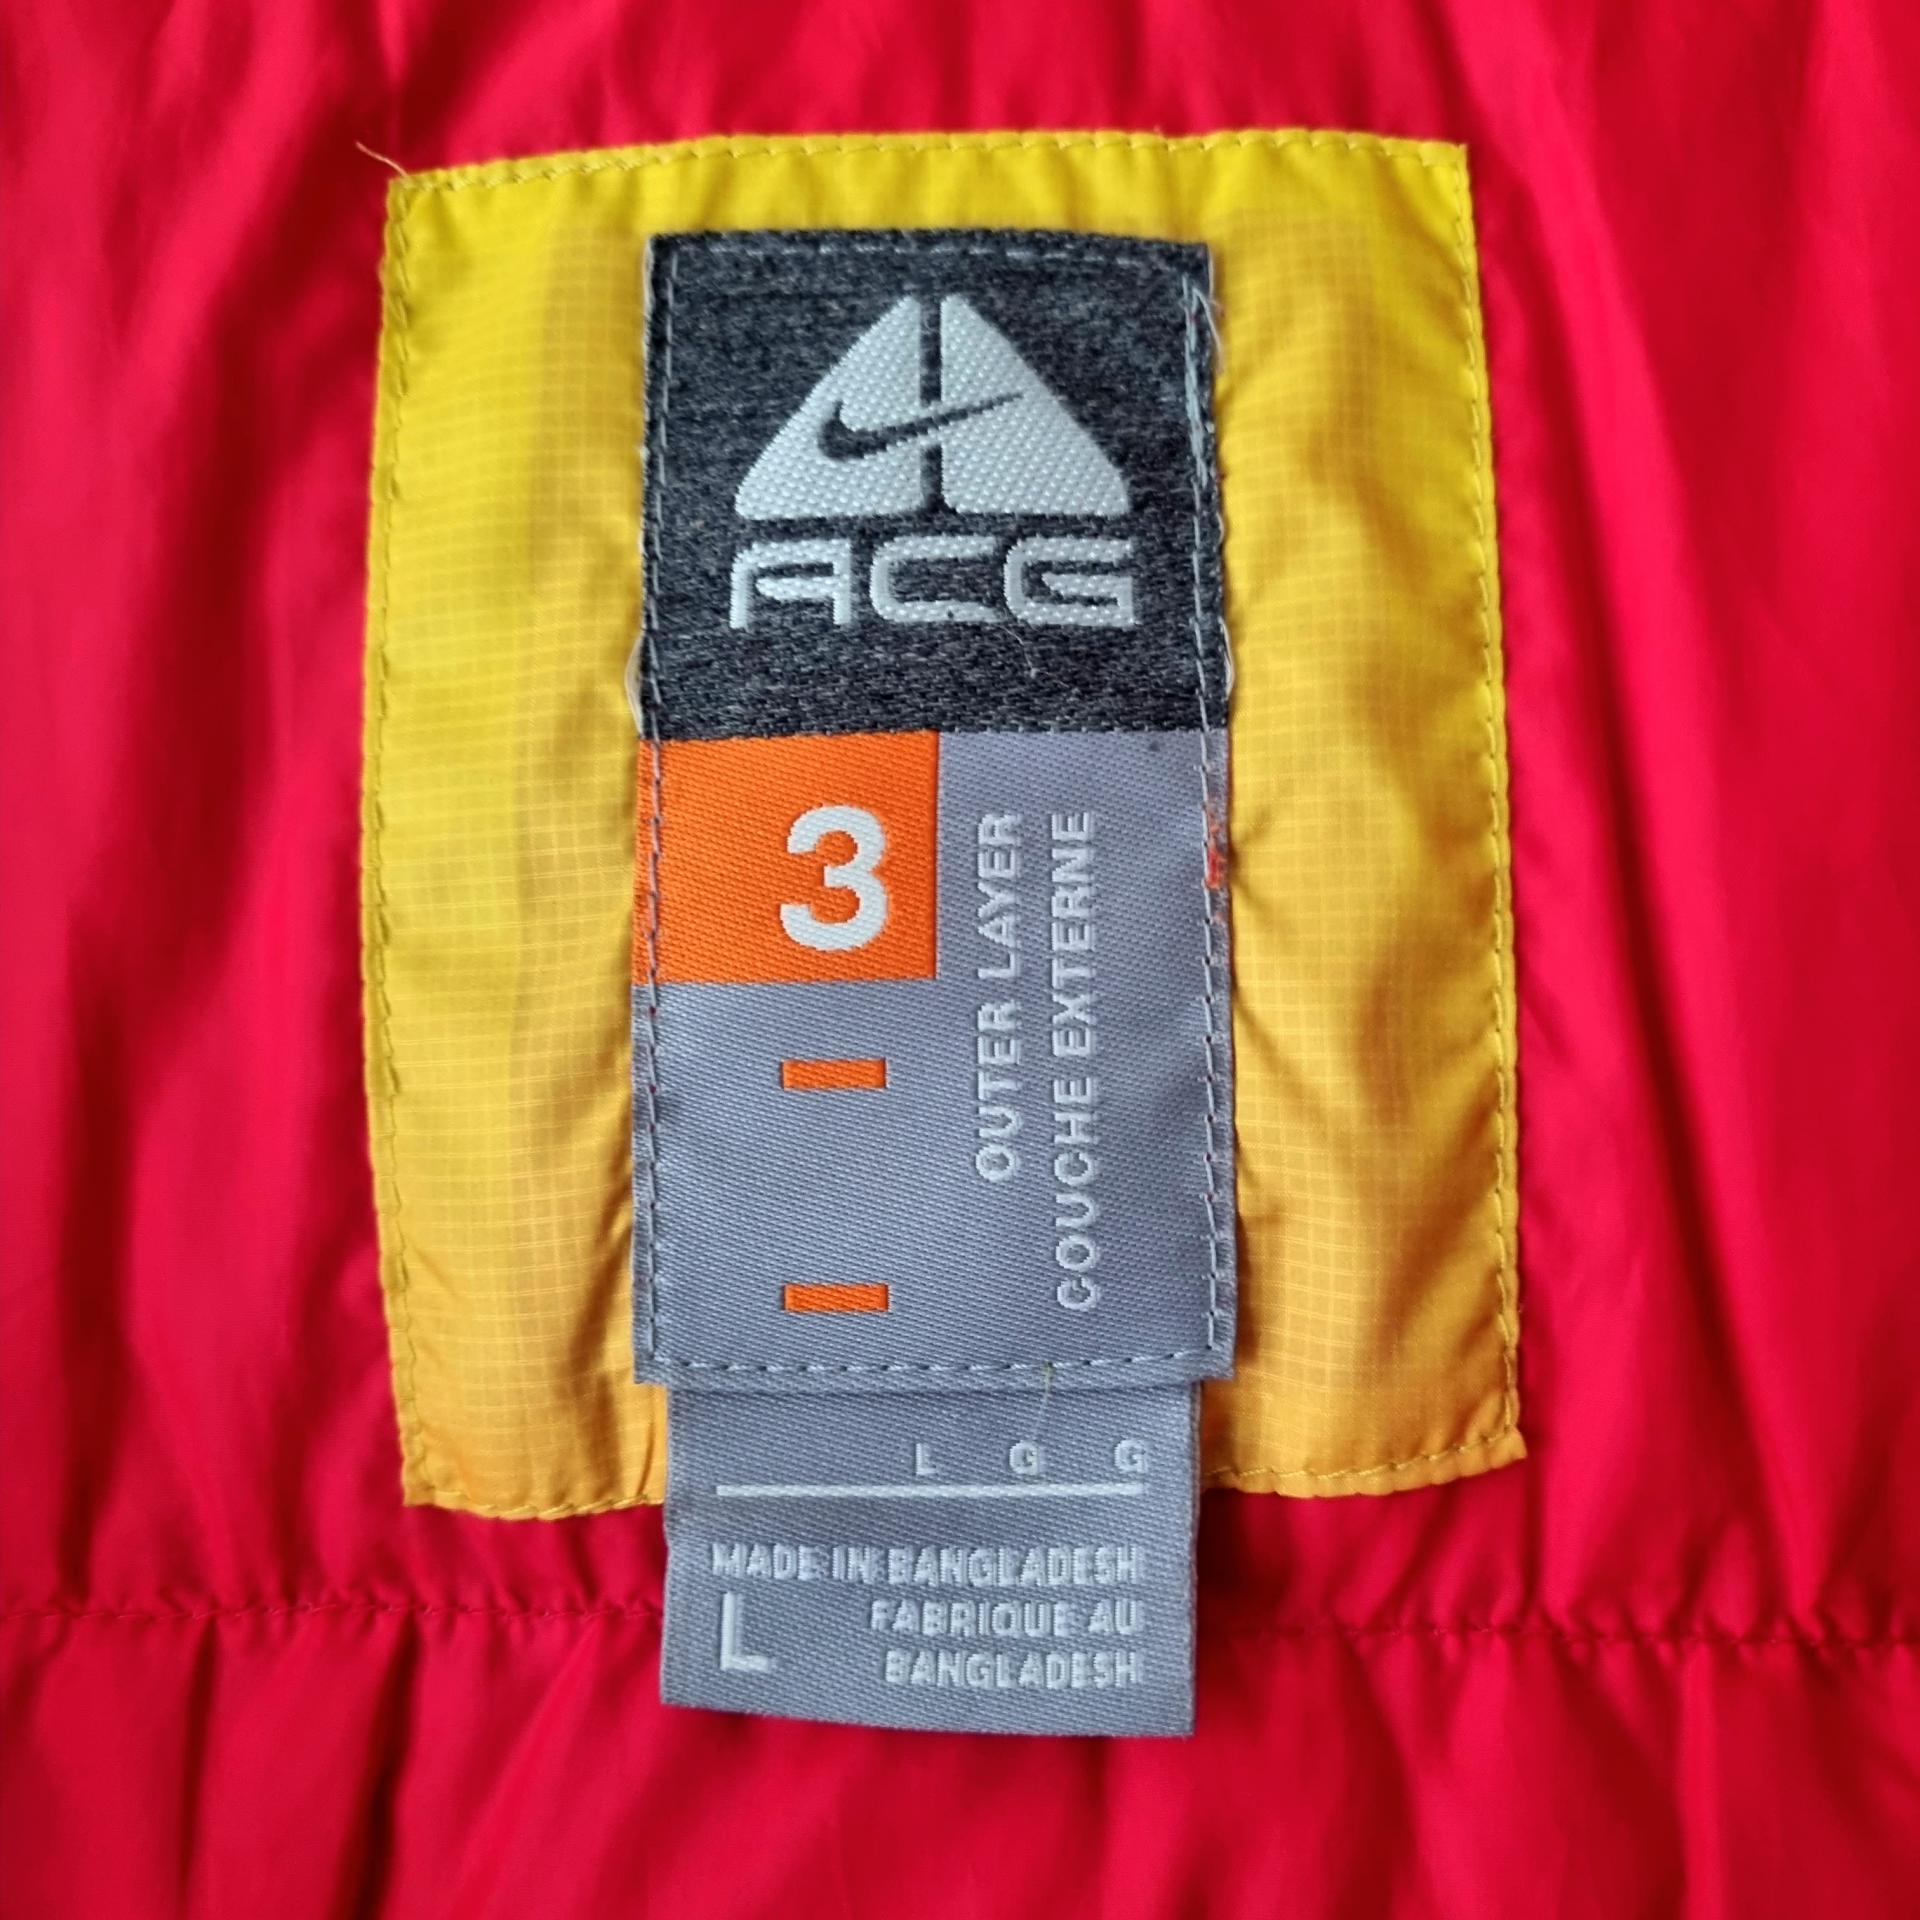 ACG
3
OUTER LAYER
COUCHE EXTERNE
L G G
MADE IN BANGLADESH
L FABRIQUE AU
BANGLADESH